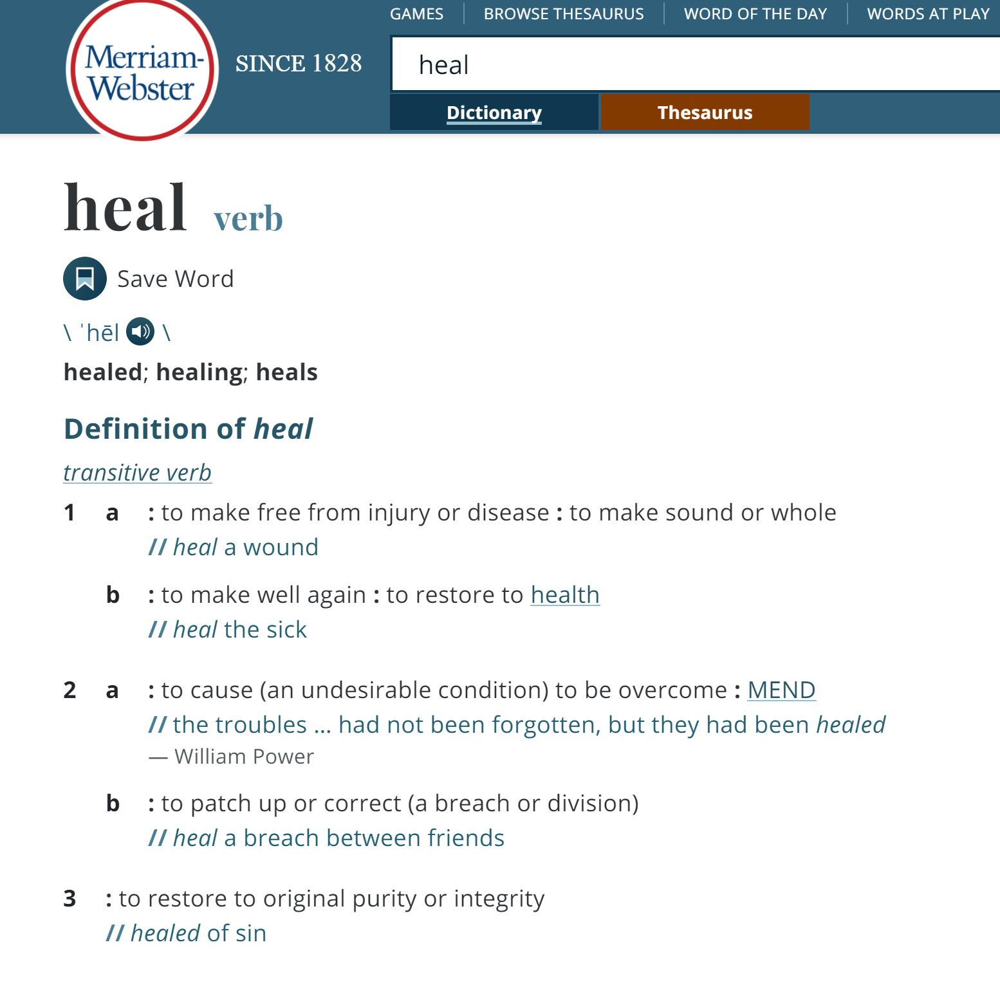 GAMES BROWSE THESAURUS WORD OF THE DAY WORDS AT PLAY
Merriam-
Webster
SINCE 1828
heal
Dictionary Thesaurus
heal verb
Save Word
\ ˈhēl \
healed; healing; heals
Definition of heal
transitive verb
1 a : to make free from injury or disease : to make sound or whole
// heal a wound
b : to make well again : to restore to health
// heal the sick
2 a : to cause (an undesirable condition) to be overcome : MEND
// the troubles … had not been forgotten, but they had been healed
— William Power
b : to patch up or correct (a breach or division)
// heal a breach between friends
3 : to restore to original purity or integrity
// healed of sin